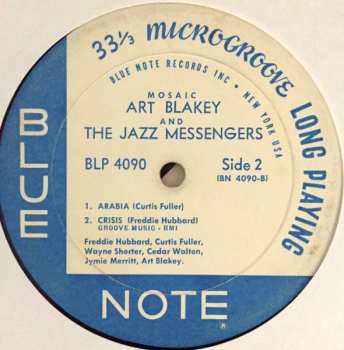 33⅓ MICROGROOVE LONG PLAYING
BLUE NOTE RECORDS INC • NEW YORK USA
MOSAIC
ART BLAKEY
AND
THE JAZZ MESSENGERS
BLP 4090
Side 2
(BN 4090-B)
1. ARABIA (Curtis Fuller)
2. CRISIS (Freddie Hubbard)
GROOVE MUSIC - BMI
Freddie Hubbard, Curtis Fuller,
Wayne Shorter, Cedar Walton,
Jymie Merritt, Art Blakey.
BLUE
NOTE
®